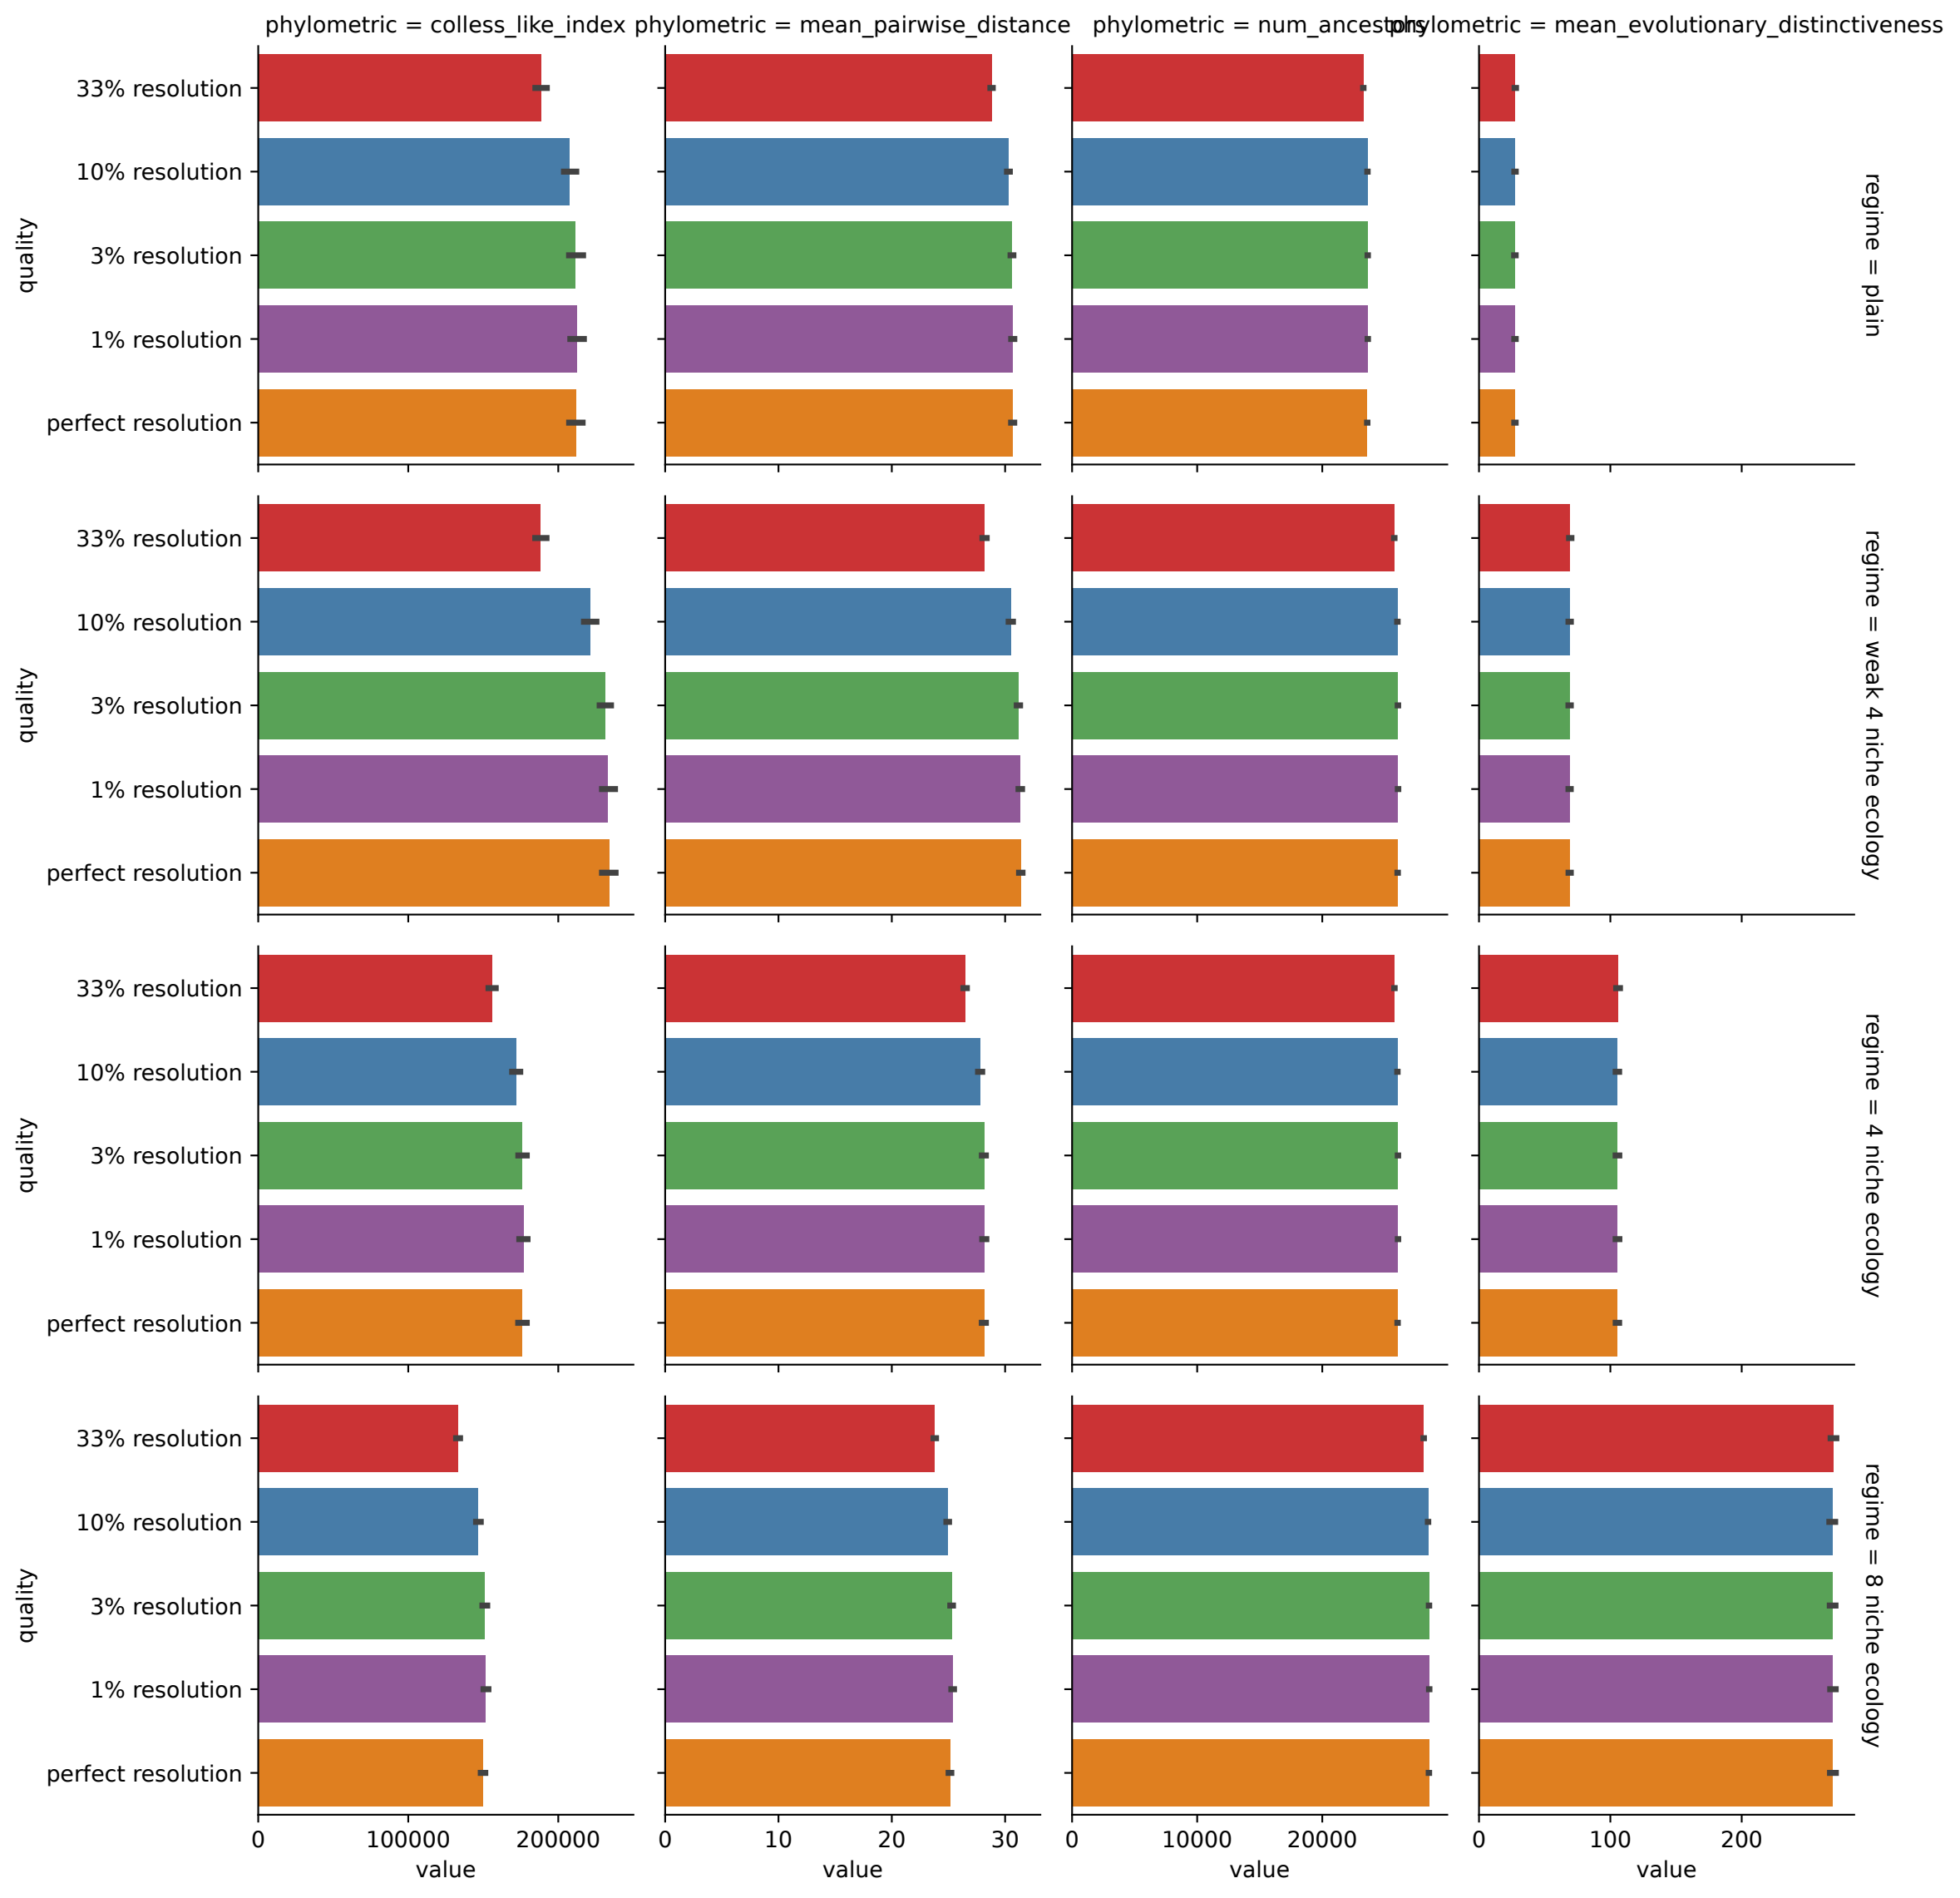 phylometric = colless_like_index
phylometric = mean_pairwise_distance
phylometric = num_ancestors
phylometric = mean_evolutionary_distinctiveness
quality
33% resolution
10% resolution
3% resolution
1% resolution
perfect resolution
regime = plain
quality
33% resolution
10% resolution
3% resolution
1% resolution
perfect resolution
regime = weak 4 niche ecology
quality
33% resolution
10% resolution
3% resolution
1% resolution
perfect resolution
regime = 4 niche ecology
quality
33% resolution
10% resolution
3% resolution
1% resolution
perfect resolution
regime = 8 niche ecology
0 100000 200000
value
0 10 20 30
value
0 10000 20000
value
0 100 200
value